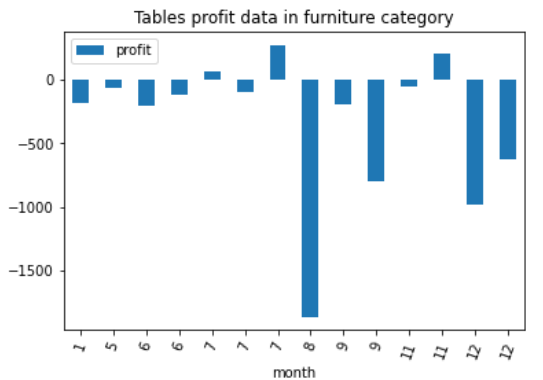 Tables profit data in furniture category
profit
0
−500
−1000
−1500
1 5 6 6 7 7 7 8 9 9 11 11 12 12
month